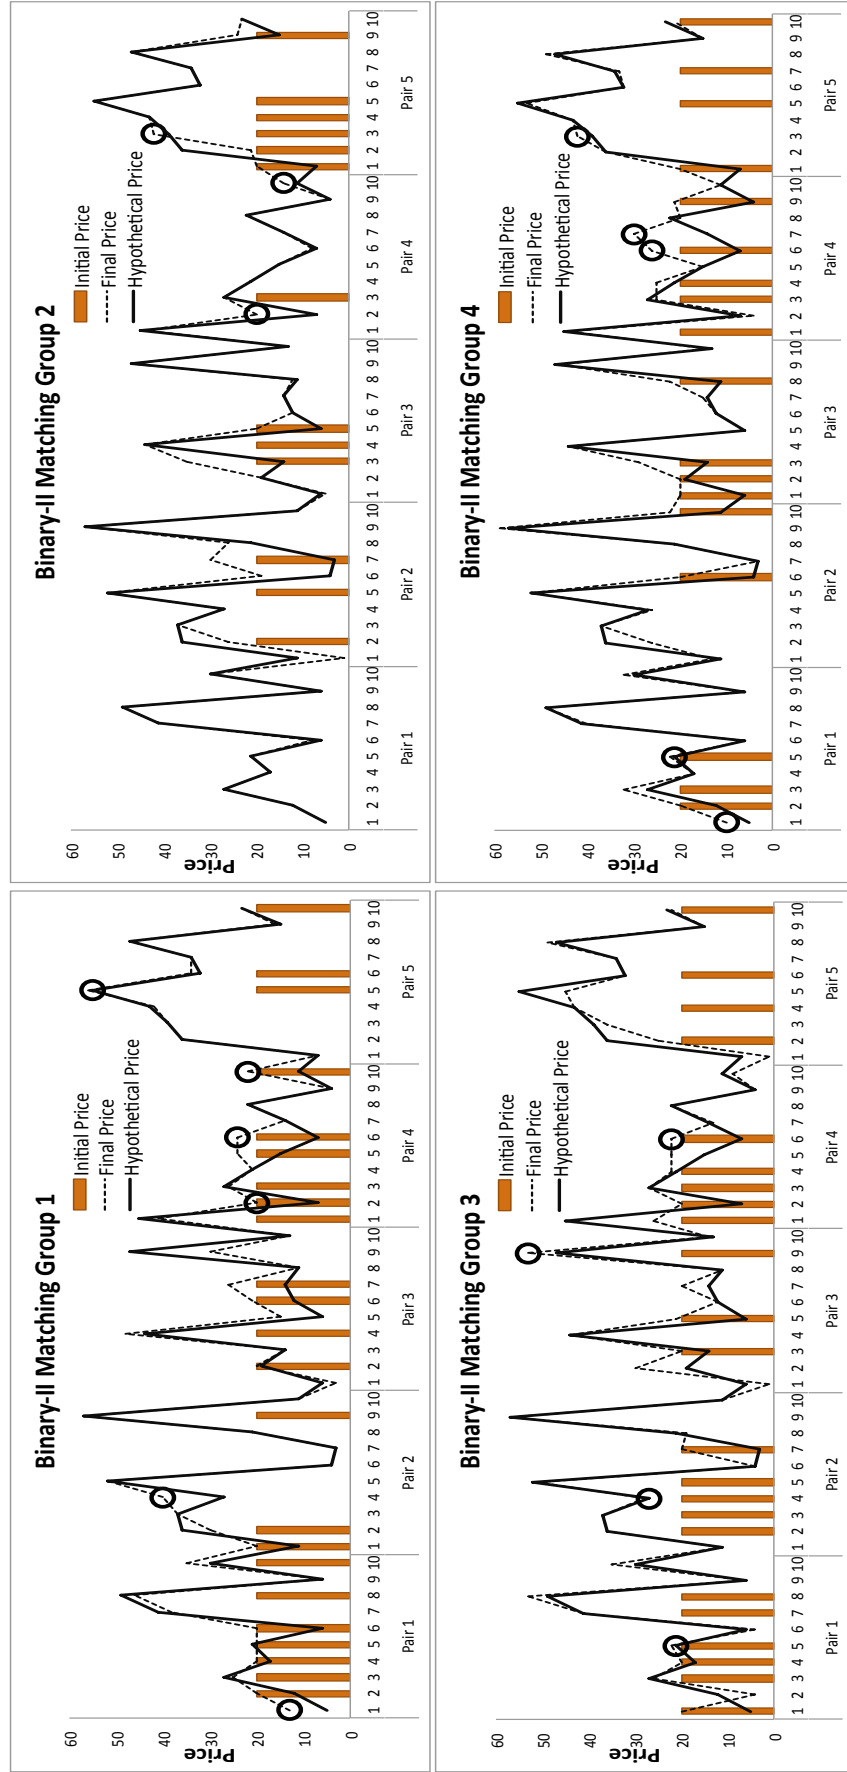 Binary-II Matching Group 1
Initial Price
Final Price
Hypothetical Price
Price
60
50
40
30
20
10
0
1 2 3 4 5 6 7 8 9 10 1 2 3 4 5 6 7 8 9 10 1 2 3 4 5 6 7 8 9 10 1 2 3 4 5 6 7 8 9 10 1 2 3 4 5 6 7 8 9 10
Pair 1 Pair 2 Pair 3 Pair 4 Pair 5
Binary-II Matching Group 2
Initial Price
Final Price
Hypothetical Price
Price
60
50
40
30
20
10
0
1 2 3 4 5 6 7 8 9 10 1 2 3 4 5 6 7 8 9 10 1 2 3 4 5 6 7 8 9 10 1 2 3 4 5 6 7 8 9 10 1 2 3 4 5 6 7 8 9 10
Pair 1 Pair 2 Pair 3 Pair 4 Pair 5
Binary-II Matching Group 3
Initial Price
Final Price
Hypothetical Price
Price
60
50
40
30
20
10
0
1 2 3 4 5 6 7 8 9 10 1 2 3 4 5 6 7 8 9 10 1 2 3 4 5 6 7 8 9 10 1 2 3 4 5 6 7 8 9 10 1 2 3 4 5 6 7 8 9 10
Pair 1 Pair 2 Pair 3 Pair 4 Pair 5
Binary-II Matching Group 4
Initial Price
Final Price
Hypothetical Price
Price
60
50
40
30
20
10
0
1 2 3 4 5 6 7 8 9 10 1 2 3 4 5 6 7 8 9 10 1 2 3 4 5 6 7 8 9 10 1 2 3 4 5 6 7 8 9 10 1 2 3 4 5 6 7 8 9 10
Pair 1 Pair 2 Pair 3 Pair 4 Pair 5